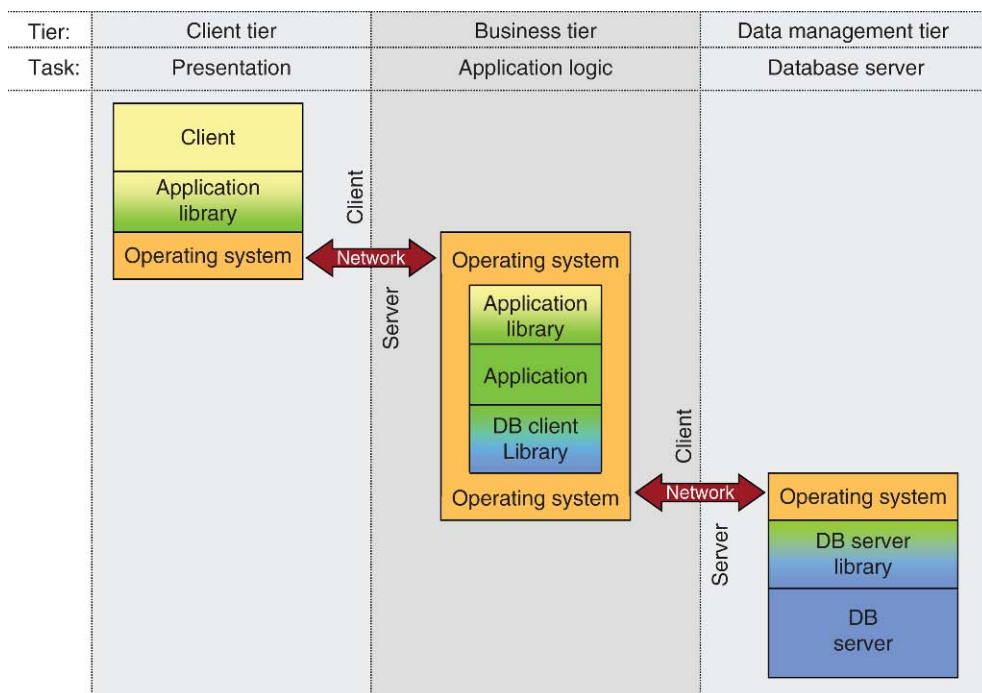 Tier: Client tier Business tier Data management tier
Task: Presentation Application logic Database server
Client
Application
library
Operating system
Client
Network
Server
Operating system
Application
library
Application
DB client
Library
Operating system
Client
Network
Server
Operating system
DB server
library
DB
server